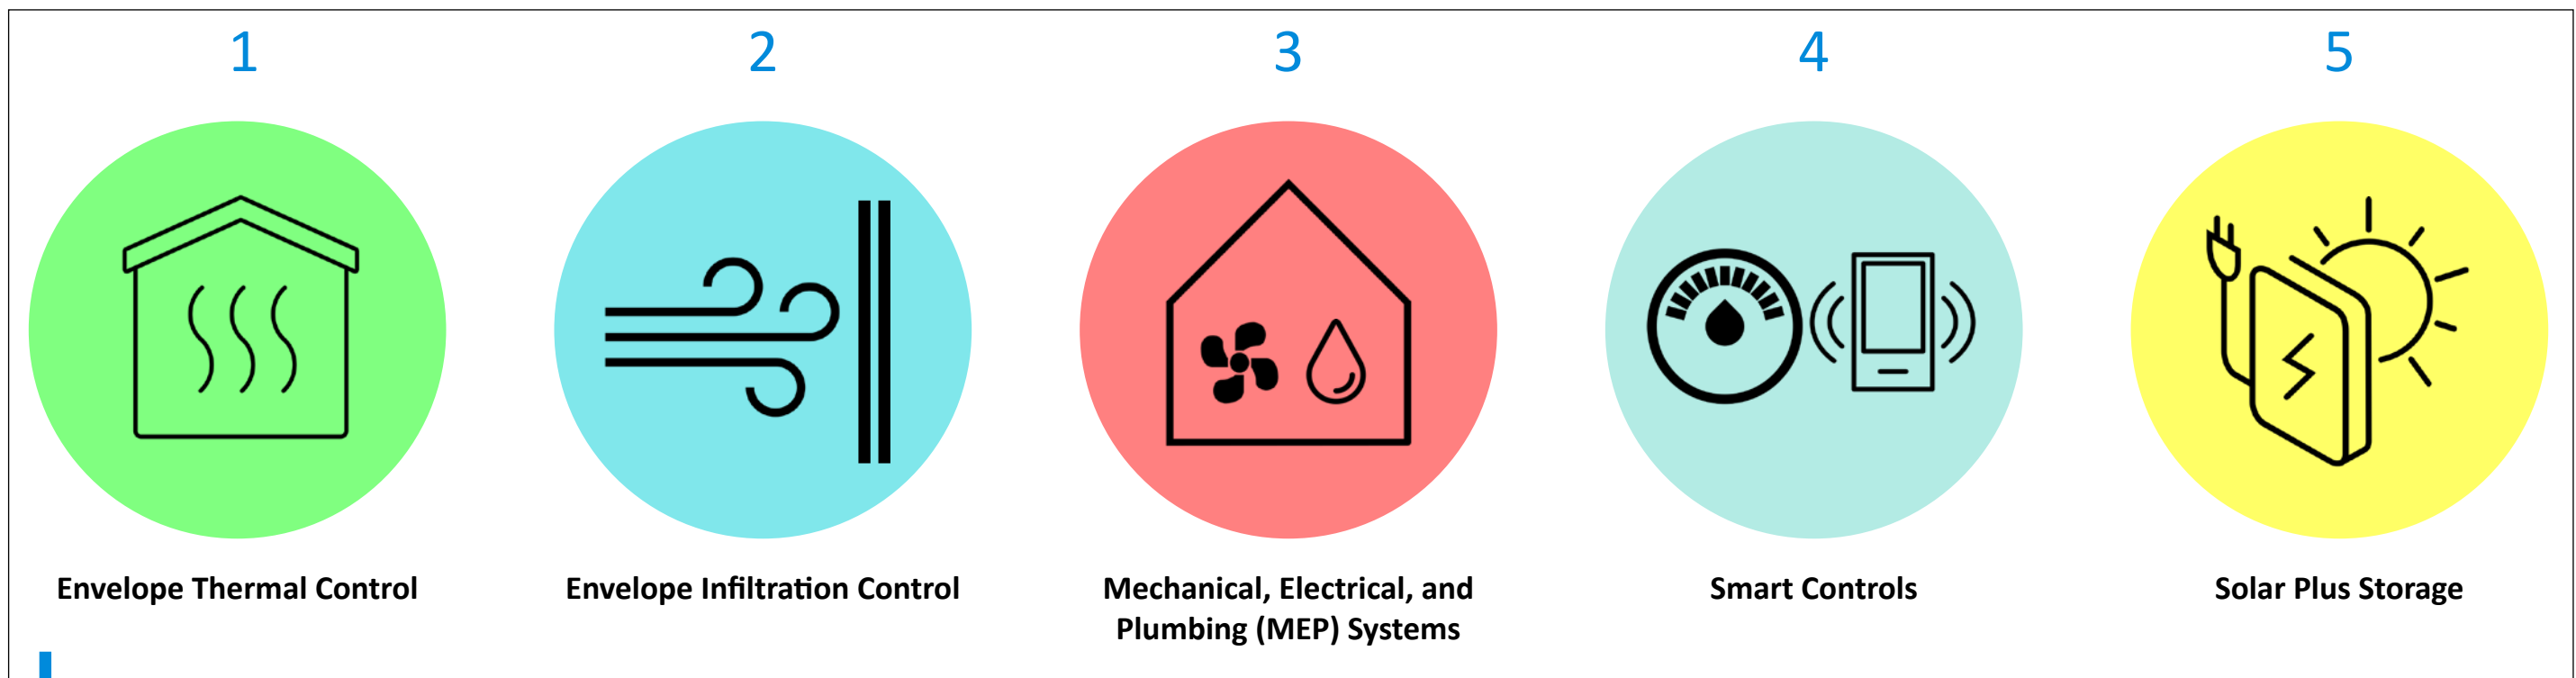 1
2
3
4
5
Envelope Thermal Control
Envelope Infiltration Control
Mechanical, Electrical, and
Plumbing (MEP) Systems
Smart Controls
Solar Plus Storage